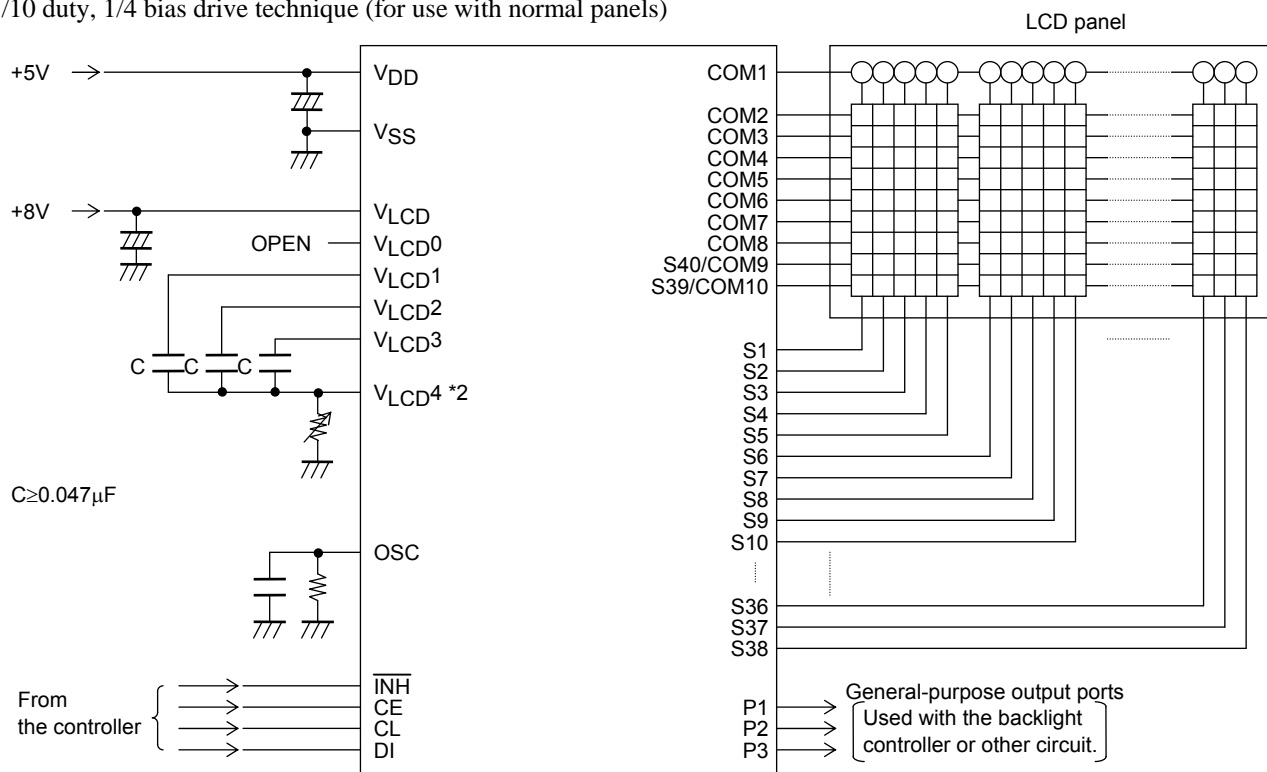 /10 duty, 1/4 bias drive technique (for use with normal panels)
LCD panel
+5V
VDD
VSS
+8V
VLCD
OPEN
VLCD0
VLCD1
VLCD2
VLCD3
C
C
C
VLCD4 *2
C≥0.047μF
OSC
From
the controller
INH
CE
CL
DI
COM1
COM2
COM3
COM4
COM5
COM6
COM7
COM8
S40/COM9
S39/COM10
S1
S2
S3
S4
S5
S6
S7
S8
S9
S10
S36
S37
S38
P1
P2
P3
General-purpose output ports
Used with the backlight
controller or other circuit.